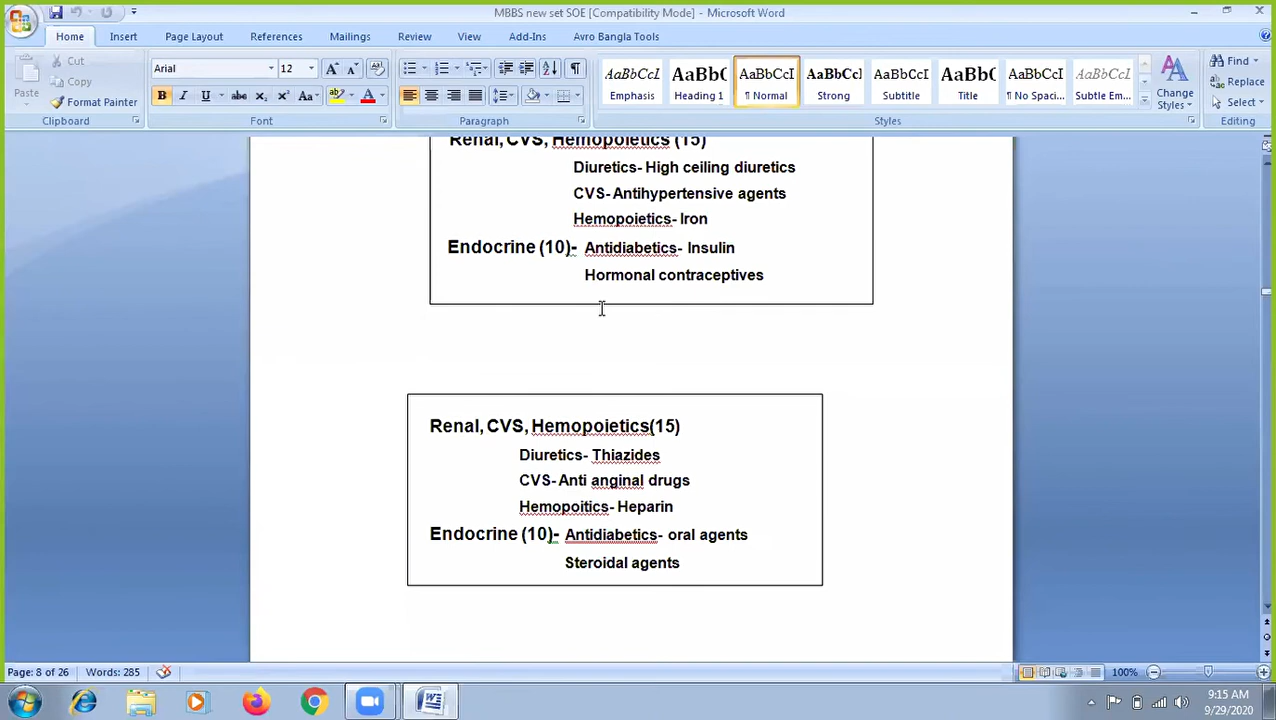 MBBS new set SOE [Compatibility Mode] - Microsoft Word
Home Insert Page Layout References Mailings Review View Add-Ins Avro Bangla Tools
Cut
Copy
Format Painter
Paste
Clipboard
Arial 12
B I U abc X₂ X² Aa
Font
Paragraph
AaBbCcI AaBbC AaBbCcI AaBbCcI AaBbCcI AaBbC AaBbCcI AaBbCcI
Emphasis Heading 1 ¶ Normal Strong Subtitle Title ¶ No Spaci... Subtle Em...
Change Styles
Styles
Find
Replace
Select
Editing
Renal, CVS, Hemopoietics (15)
Diuretics- High ceiling diuretics
CVS- Antihypertensive agents
Hemopoietics- Iron
Endocrine (10)- Antidiabetics- Insulin
Hormonal contraceptives
Renal, CVS, Hemopoietics(15)
Diuretics- Thiazides
CVS- Anti anginal drugs
Hemopoitics- Heparin
Endocrine (10)- Antidiabetics- oral agents
Steroidal agents
Page: 8 of 26 Words: 285 100%
9:15 AM
9/29/2020